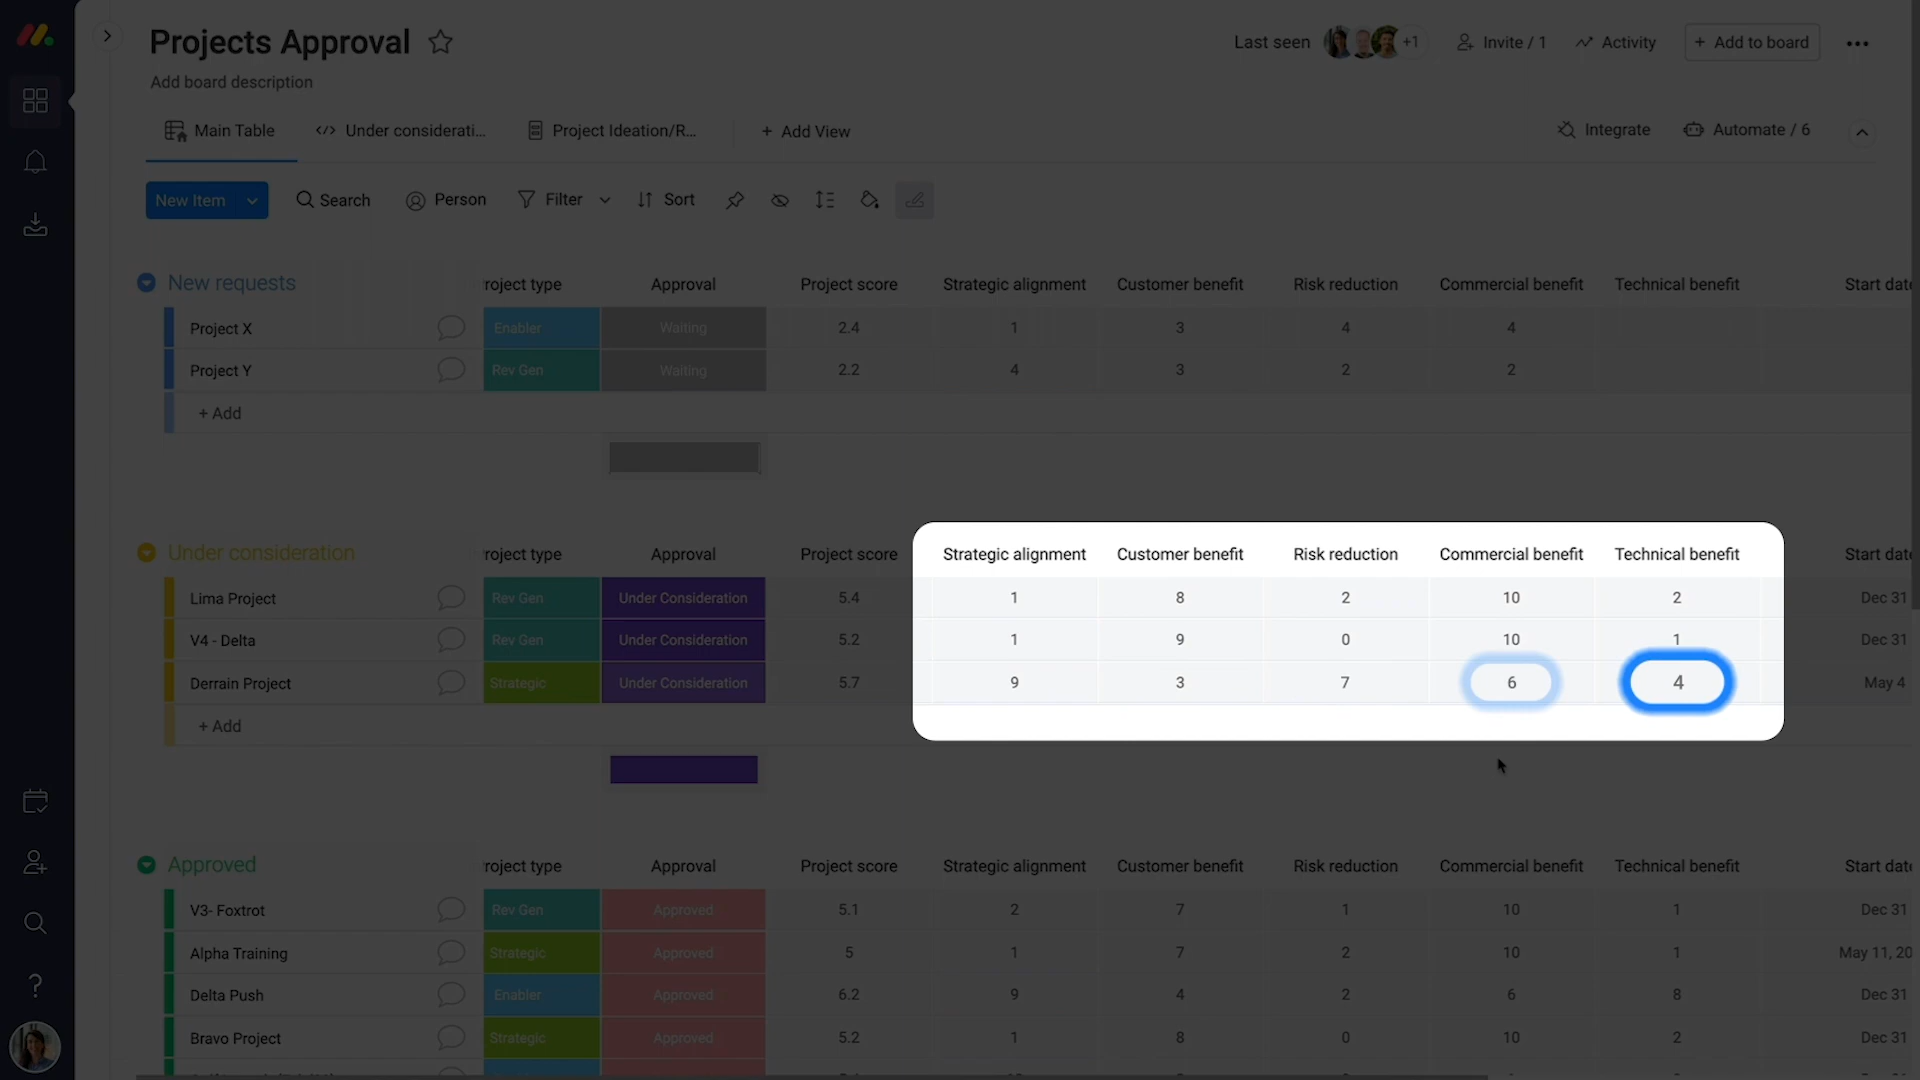 Projects Approval
Last seen +1 Invite / 1 Activity + Add to board
Add board description
Main Table Under considerati... Project Ideation/R... + Add View Integrate Automate / 6
New Item Search Person Filter Sort
New requests roject type Approval Project score Strategic alignment Customer benefit Risk reduction Commercial benefit Technical benefit Start date
Project X Enabler Waiting 2.4 1 3 4 4
Project Y Rev Gen Waiting 2.2 4 3 2 2
+ Add
Under consideration roject type Approval Project score Strategic alignment Customer benefit Risk reduction Commercial benefit Technical benefit Start date
Lima Project Rev Gen Under Consideration 5.4 1 8 2 10 2 Dec 31
V4 - Delta Rev Gen Under Consideration 5.2 1 9 0 10 1 Dec 31
Derrain Project Strategic Under Consideration 5.7 9 3 7 6 4 May 4
+ Add
Approved roject type Approval Project score Strategic alignment Customer benefit Risk reduction Commercial benefit Technical benefit Start date
V3- Foxtrot Rev Gen Approved 5.1 2 7 1 10 1 Dec 31
Alpha Training Strategic Approved 5 1 7 2 10 1 May 11, 20
Delta Push Enabler Approved 6.2 9 4 2 6 8 Dec 31
Bravo Project Strategic Approved 5.2 1 8 0 10 2 Dec 31